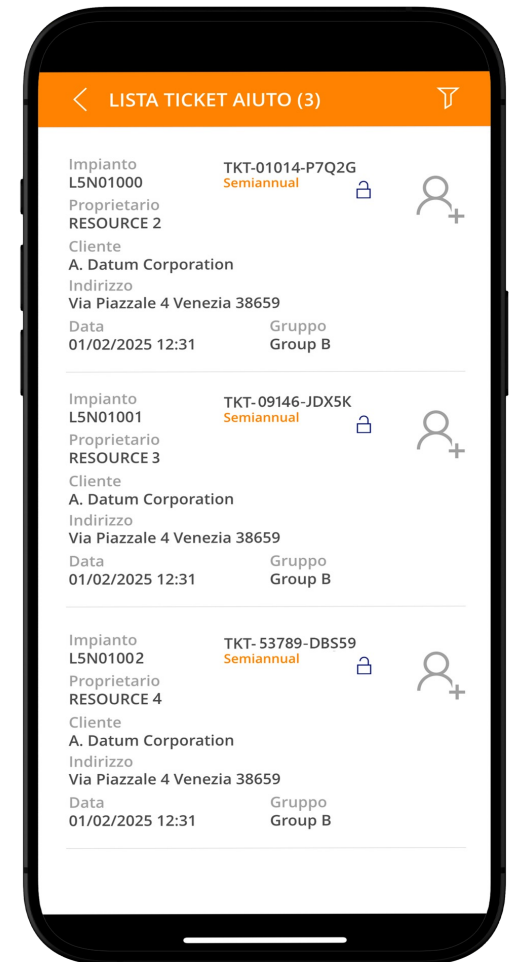 LISTA TICKET AIUTO (3)
Impianto
L5N01000
TKT-01014-P7Q2G
Semiannual
Proprietario
RESOURCE 2
Cliente
A. Datum Corporation
Indirizzo
Via Piazzale 4 Venezia 38659
Data Gruppo
01/02/2025 12:31 Group B
Impianto
L5N01001
TKT-09146-JDX5K
Semiannual
Proprietario
RESOURCE 3
Cliente
A. Datum Corporation
Indirizzo
Via Piazzale 4 Venezia 38659
Data Gruppo
01/02/2025 12:31 Group B
Impianto
L5N01002
TKT-53789-DBS59
Semiannual
Proprietario
RESOURCE 4
Cliente
A. Datum Corporation
Indirizzo
Via Piazzale 4 Venezia 38659
Data Gruppo
01/02/2025 12:31 Group B